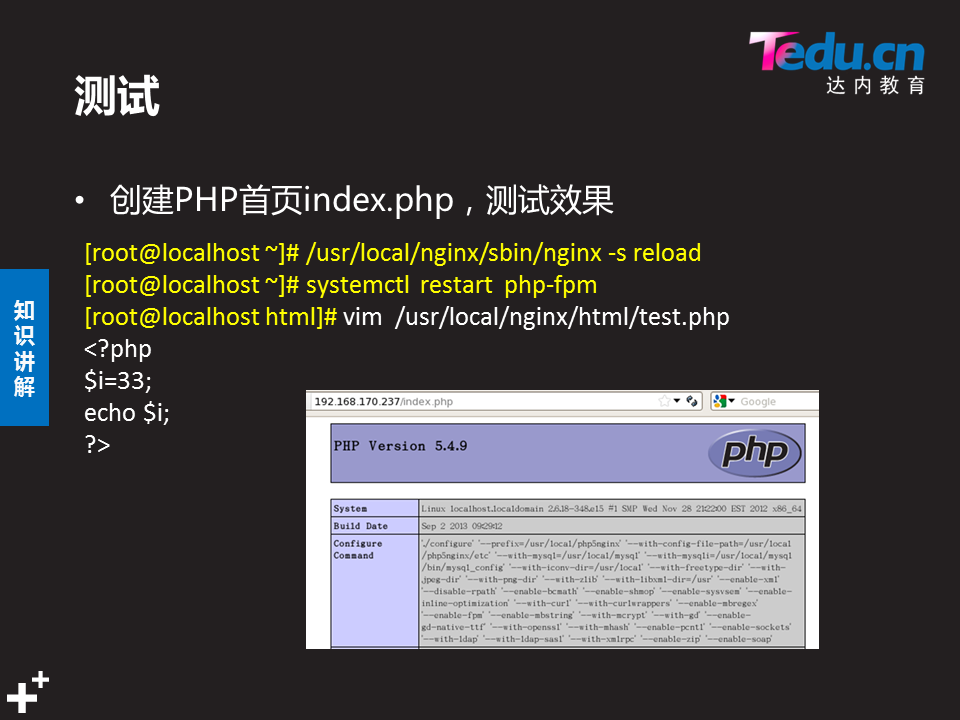 Tedu.cn
达内教育
测试
• 创建PHP首页index.php，测试效果
[root@localhost ~]# /usr/local/nginx/sbin/nginx -s reload
[root@localhost ~]# systemctl restart php-fpm
[root@localhost html]# vim /usr/local/nginx/html/test.php
<?php
$i=33;
echo $i;
?>
知识讲解
192.168.170.237/index.php
Google
PHP Version 5.4.9
php
System Linux localhost.localdomain 2.6.18-348.el5 #1 SMP Wed Nov 28 21:22:00 EST 2012 x86_64
Build Date Sep 2 2013 09:29:12
Configure Command
'./configure' '--prefix=/usr/local/php5nginx' '--with-config-file-path=/usr/local
/php5nginx/etc' '--with-mysql=/usr/local/mysql' '--with-mysqli=/usr/local/mysql
/bin/mysql_config' '--with-iconv-dir=/usr/local' '--with-freetype-dir' '--with-
jpeg-dir' '--with-png-dir' '--with-zlib' '--with-libxml-dir=/usr' '--enable-xml'
'--disable-rpath' '--enable-bcmath' '--enable-shmop' '--enable-sysvsem' '--enable-
inline-optimization' '--with-curl' '--with-curlwrappers' '--enable-mbregex'
'--enable-fpm' '--enable-mbstring' '--with-mcrypt' '--with-gd' '--enable-
gd-native-ttf' '--with-openssl' '--with-mhash' '--enable-pcntl' '--enable-sockets'
'--with-ldap' '--with-ldap-sasl' '--with-xmlrpc' '--enable-zip' '--enable-soap'